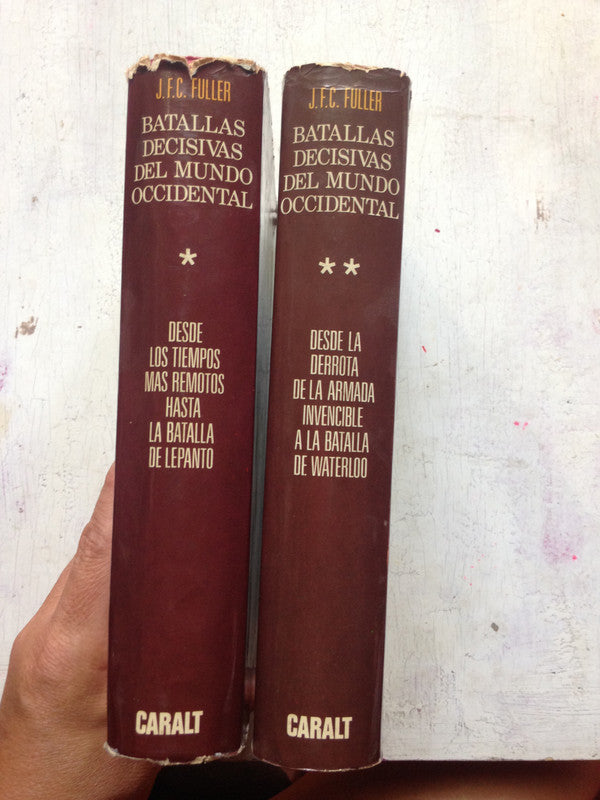 J.F.C. FULLER
BATALLAS
DECISIVAS
DEL MUNDO
OCCIDENTAL
*
DESDE
LOS TIEMPOS
MAS REMOTOS
HASTA
LA BATALLA
DE LEPANTO
CARALT
J.F.C. FULLER
BATALLAS
DECISIVAS
DEL MUNDO
OCCIDENTAL
**
DESDE LA
DERROTA
DE LA ARMADA
INVENCIBLE
A LA BATALLA
DE WATERLOO
CARALT